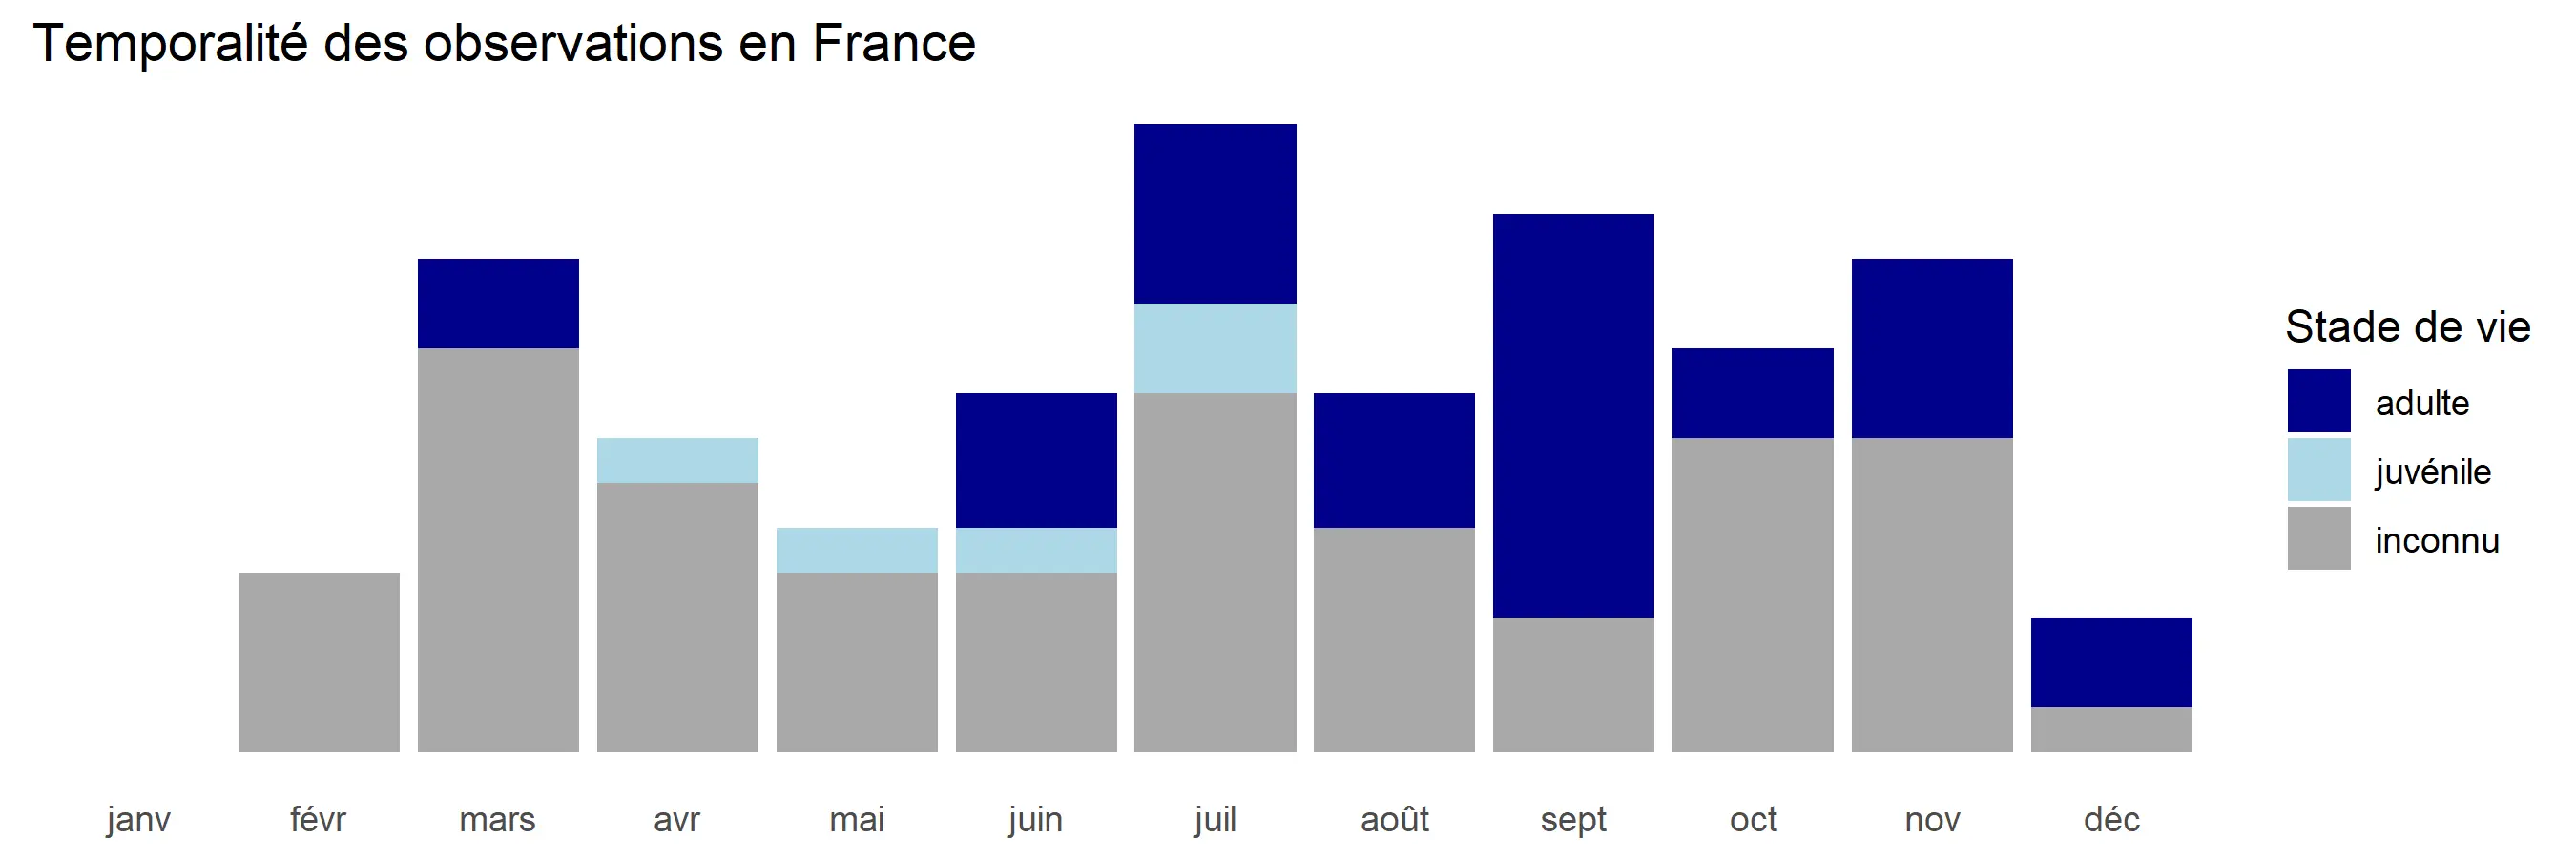 Temporalité des observations en France
Stade de vie
adulte
juvénile
inconnu
janv févr mars avr mai juin juil août sept oct nov déc